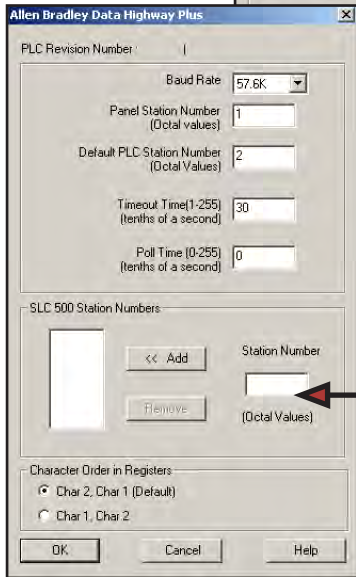 Allen Bradley Data Highway Plus
PLC Revision Number :
Baud Rate 57.6K
Panel Station Number 1
(Octal values)
Default PLC Station Number 2
(Octal Values)
Timeout Time(1-255) 30
(tenths of a second)
Poll Time (0-255) 0
(tenths of a second)
SLC 500 Station Numbers
<< Add
Station Number
Remove
(Octal Values)
Character Order in Registers
Char 2, Char 1 (Default)
Char 1, Char 2
OK Cancel Help